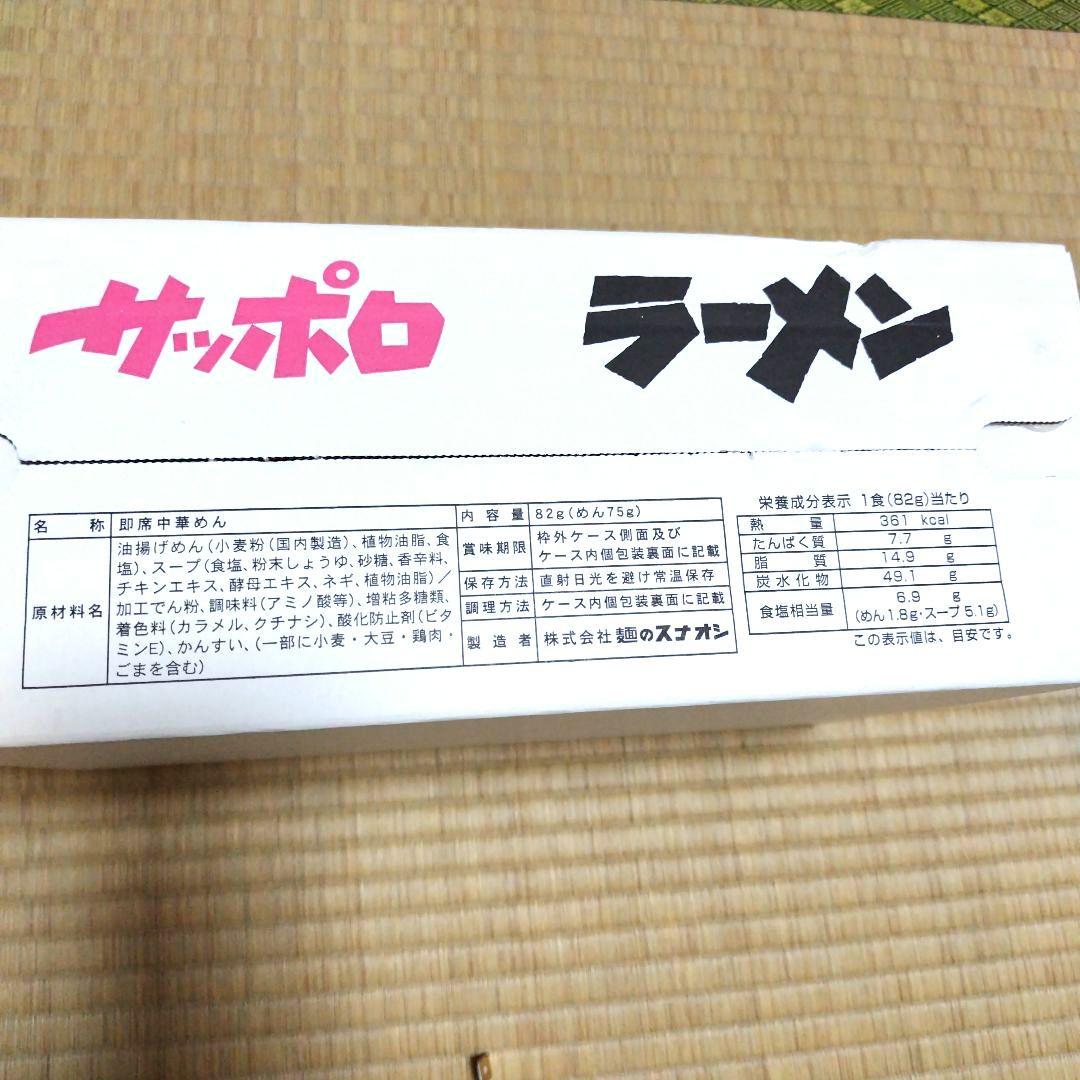 サッポロ ラーメン
名 称 即席中華めん
原材料名
油揚げめん(小麦粉(国内製造)、植物油脂、食
塩)、スープ(食塩、粉末しょうゆ、砂糖、香辛料、
チキンエキス、酵母エキス、ネギ、植物油脂)/
加工でん粉、調味料(アミノ酸等)、増粘多糖類、
着色料(カラメル、クチナシ)、酸化防止剤(ビタ
ミンE)、かんすい、(一部に小麦・大豆・鶏肉・
ごまを含む)
内容量 82g(めん75g)
賞味期限 枠外ケース側面及び
ケース内個包装裏面に記載
保存方法 直射日光を避け常温保存
調理方法 ケース内個包装裏面に記載
製造者 株式会社麺のスナオシ
栄養成分表示 1食(82g)当たり
熱量 361 kcal
たんぱく質 7.7 g
脂質 14.9 g
炭水化物 49.1 g
食塩相当量 6.9 g
(めん1.8g・スープ5.1g)
この表示値は、目安です。